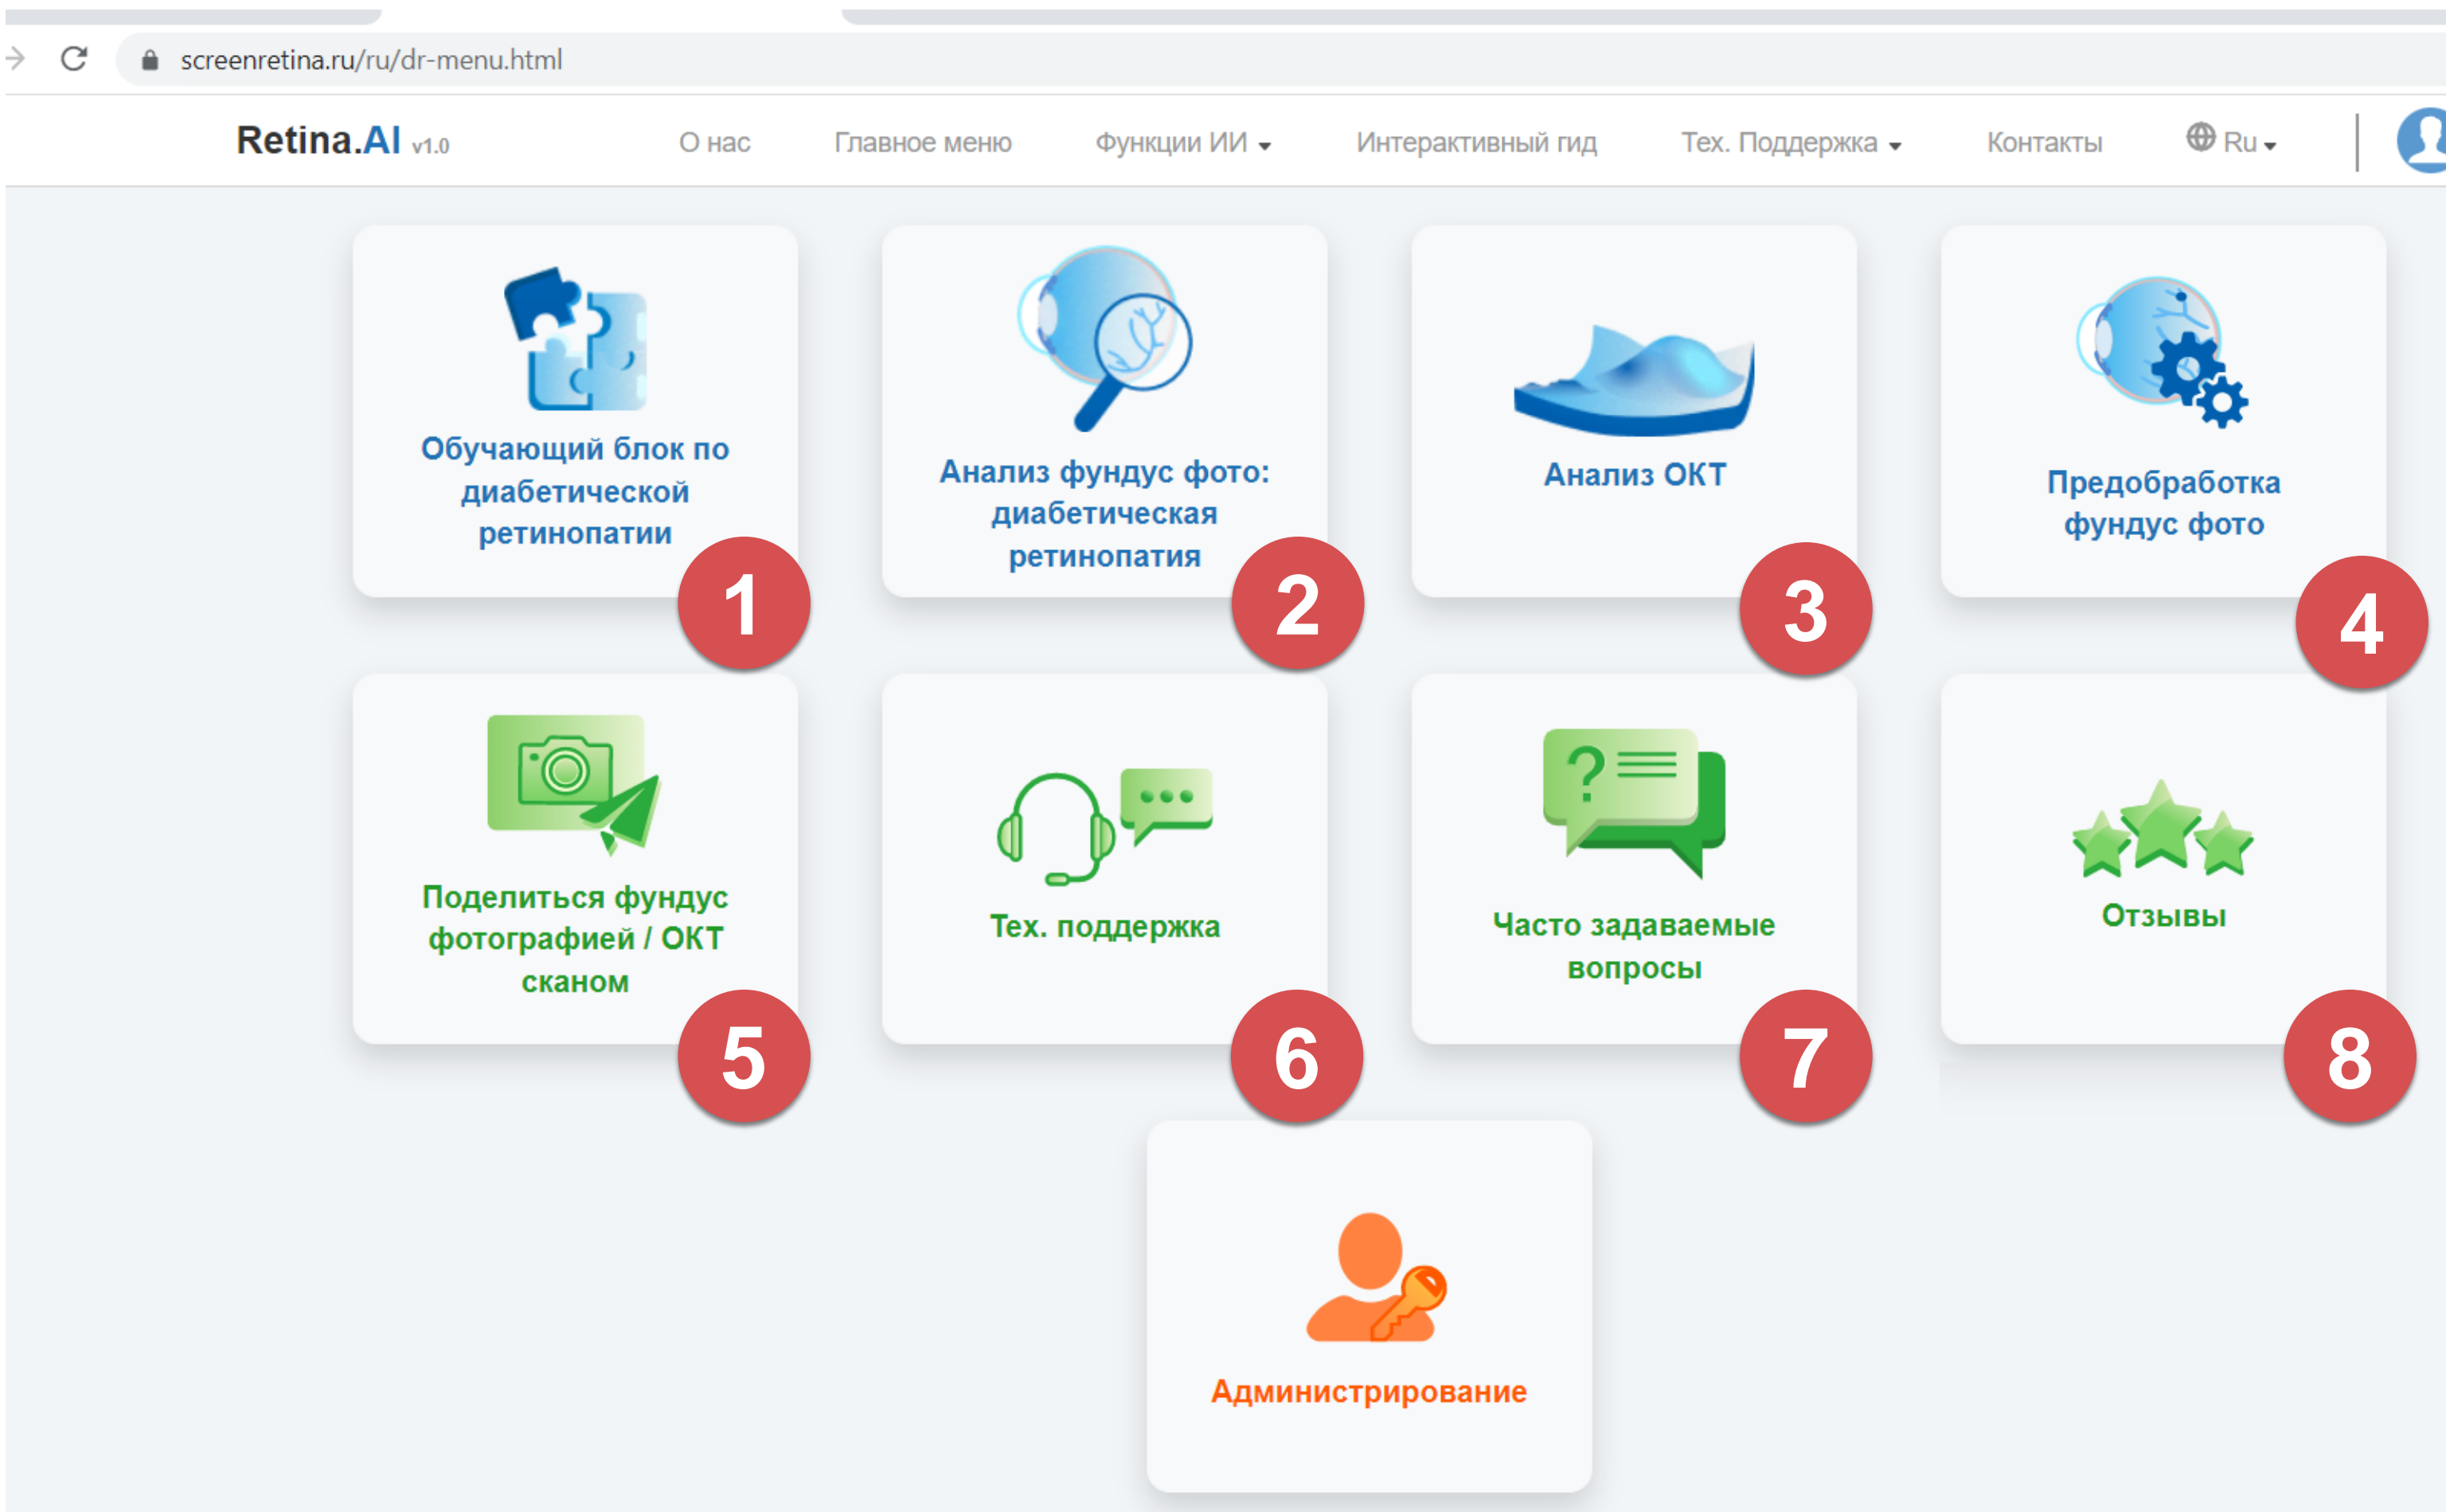 screenretina.ru/ru/dr-menu.html
Retina.AI v1.0
О нас
Главное меню
Функции ИИ
Интерактивный гид
Тех. Поддержка
Контакты
Ru
Обучающий блок по
диабетической
ретинопатии
1
Анализ фундус фото:
диабетическая
ретинопатия
2
Анализ ОКТ
3
Предобработка
фундус фото
4
Поделиться фундус
фотографией / ОКТ
сканом
5
Тех. поддержка
6
?
Часто задаваемые
вопросы
7
Отзывы
8
Администрирование